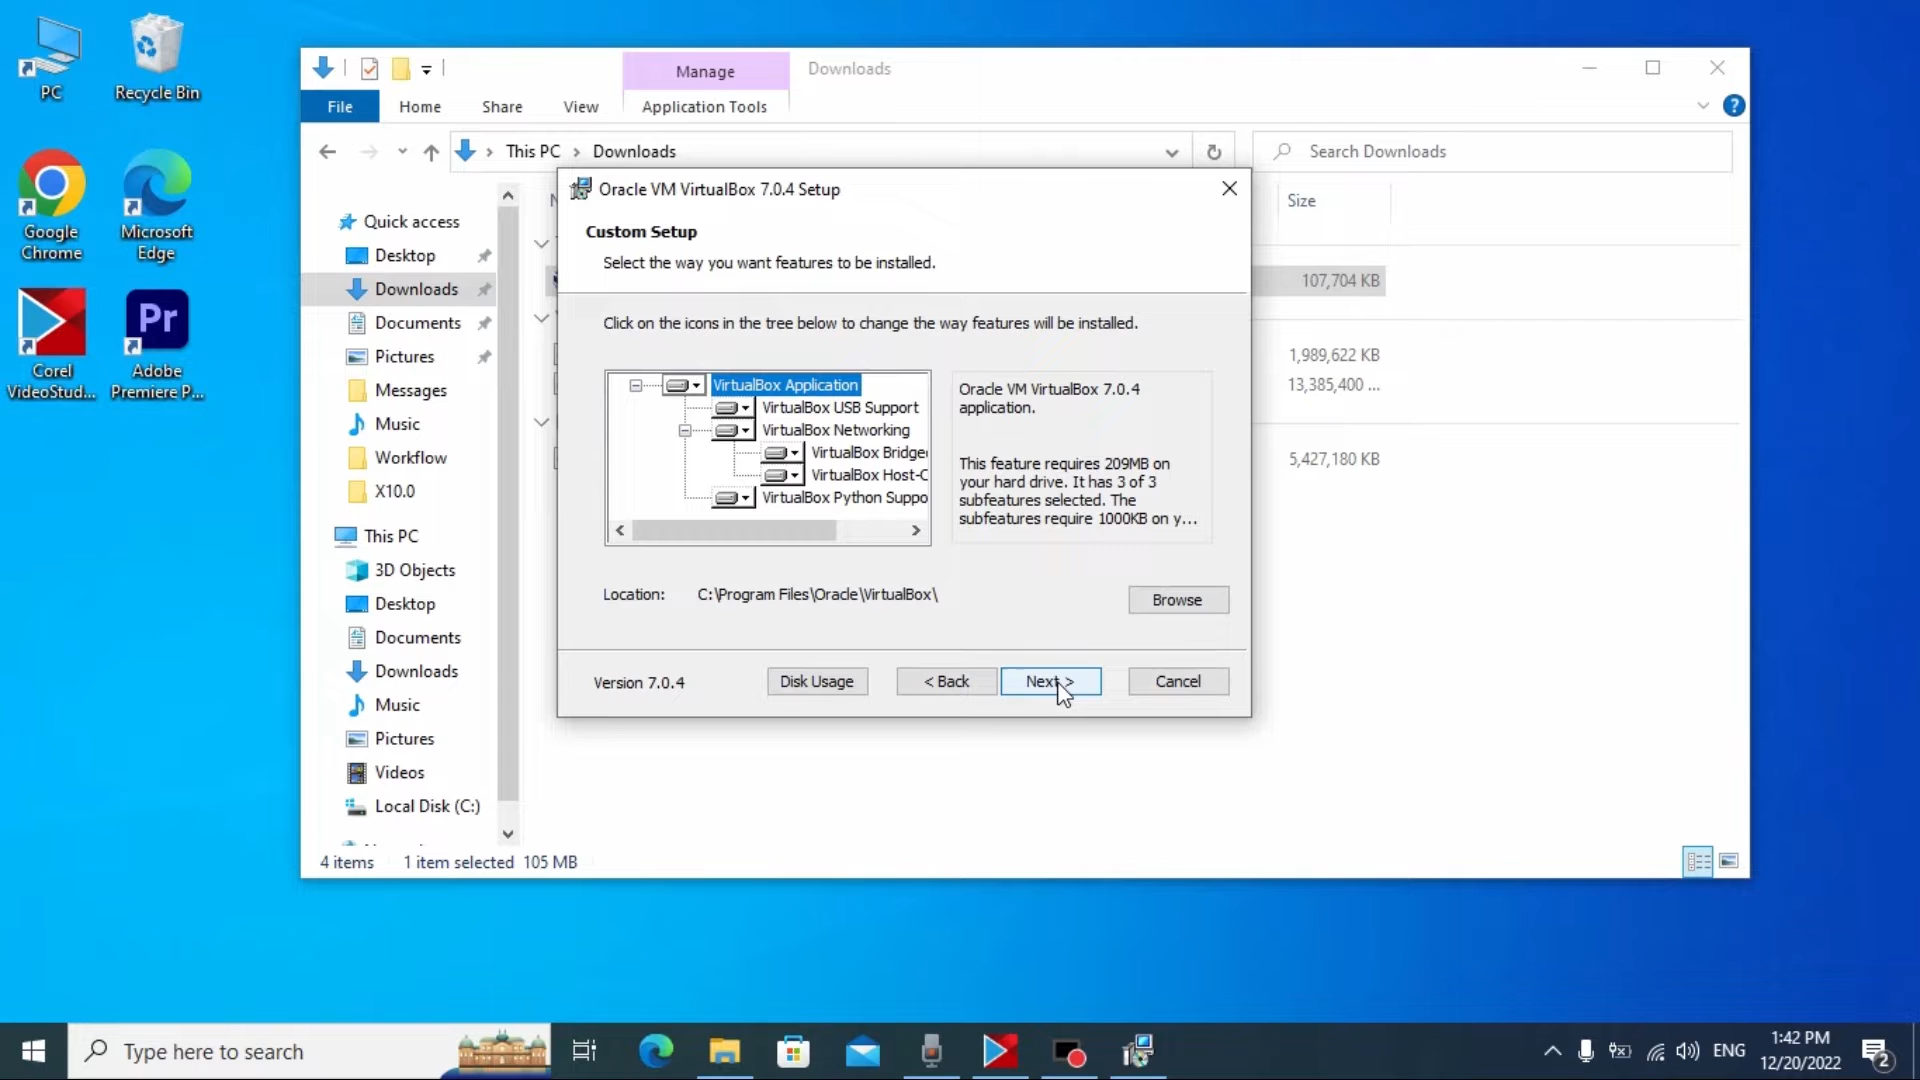 PC
Recycle Bin
Google
Chrome
Microsoft
Edge
Corel
VideoStud...
Pr
Adobe
Premiere P...
Manage
Downloads
File
Home
Share
View
Application Tools
This PC
Downloads
Search Downloads
Size
107,704 KB
1,989,622 KB
13,385,400 ...
5,427,180 KB
Quick access
Desktop
Downloads
Documents
Pictures
Messages
Music
Workflow
X10.0
This PC
3D Objects
Desktop
Documents
Downloads
Music
Pictures
Videos
Local Disk (C:)
4 items
1 item selected 105 MB
Oracle VM VirtualBox 7.0.4 Setup
Custom Setup
Select the way you want features to be installed.
Click on the icons in the tree below to change the way features will be installed.
VirtualBox Application
VirtualBox USB Support
VirtualBox Networking
VirtualBox Bridge
VirtualBox Host-C
VirtualBox Python Suppo
Oracle VM VirtualBox 7.0.4
application.
This feature requires 209MB on
your hard drive. It has 3 of 3
subfeatures selected. The
subfeatures require 1000KB on y...
Location: C:\Program Files\Oracle\VirtualBox\
Browse
Version 7.0.4
Disk Usage
< Back
Next >
Cancel
Type here to search
ENG
1:42 PM
12/20/2022
2